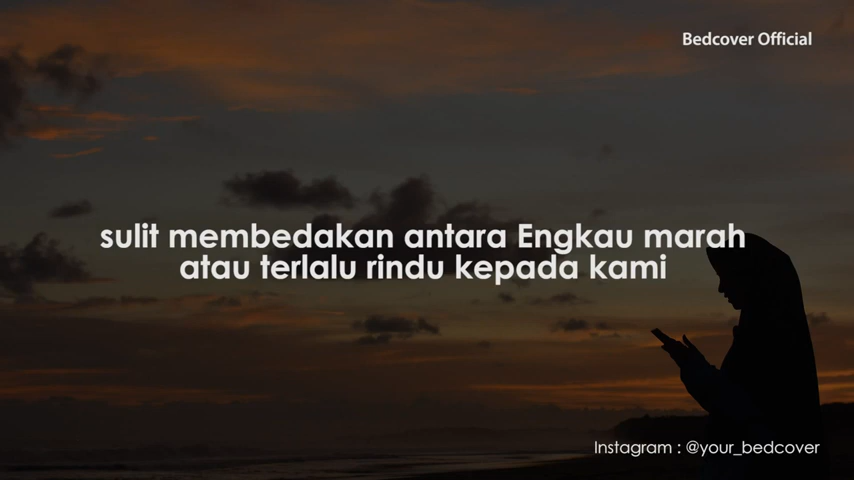 Bedcover Official
sulit membedakan antara Engkau marah
atau terlalu rindu kepada kami
Instagram : @your_bedcover